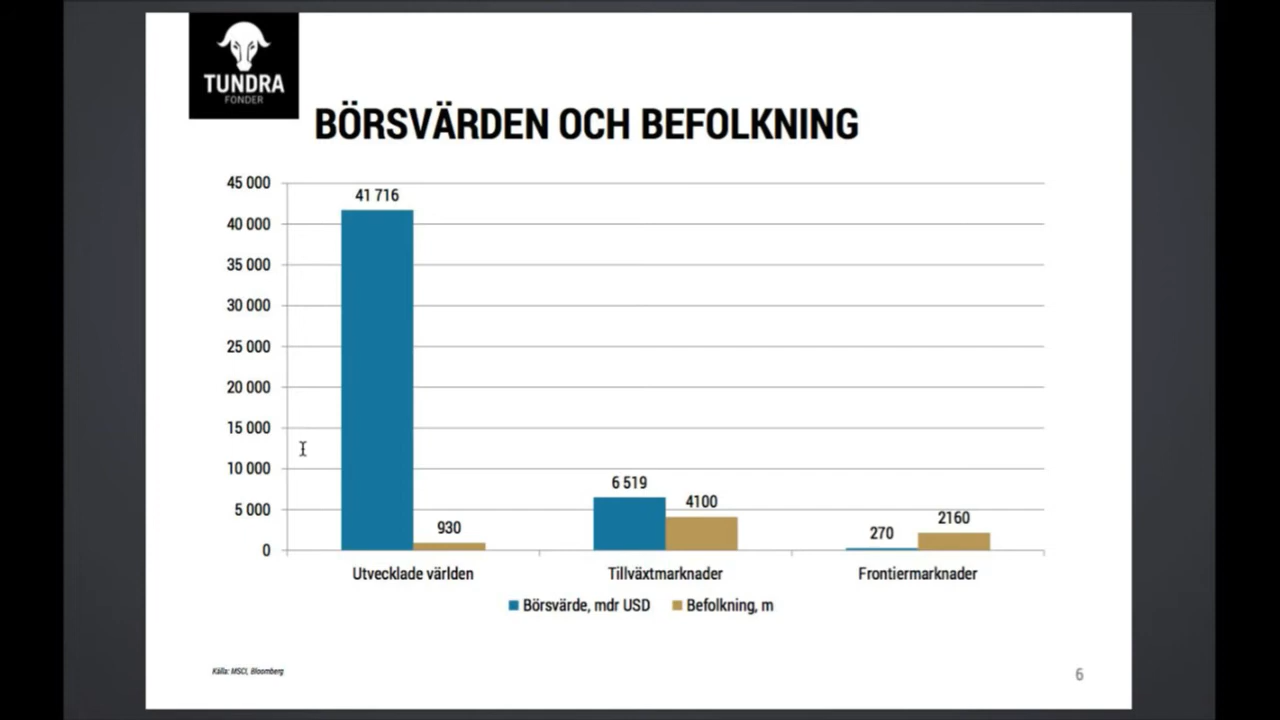 TUNDRA
FONDER
BÖRSVÄRDEN OCH BEFOLKNING
45 000
40 000
35 000
30 000
25 000
20 000
15 000
10 000
5 000
0
41 716
930
6 519
4100
270
2160
Utvecklade världen
Tillväxtmarknader
Frontiermarknader
Börsvärde, mdr USD
Befolkning, m
Källa: MSCI, Bloomberg
6